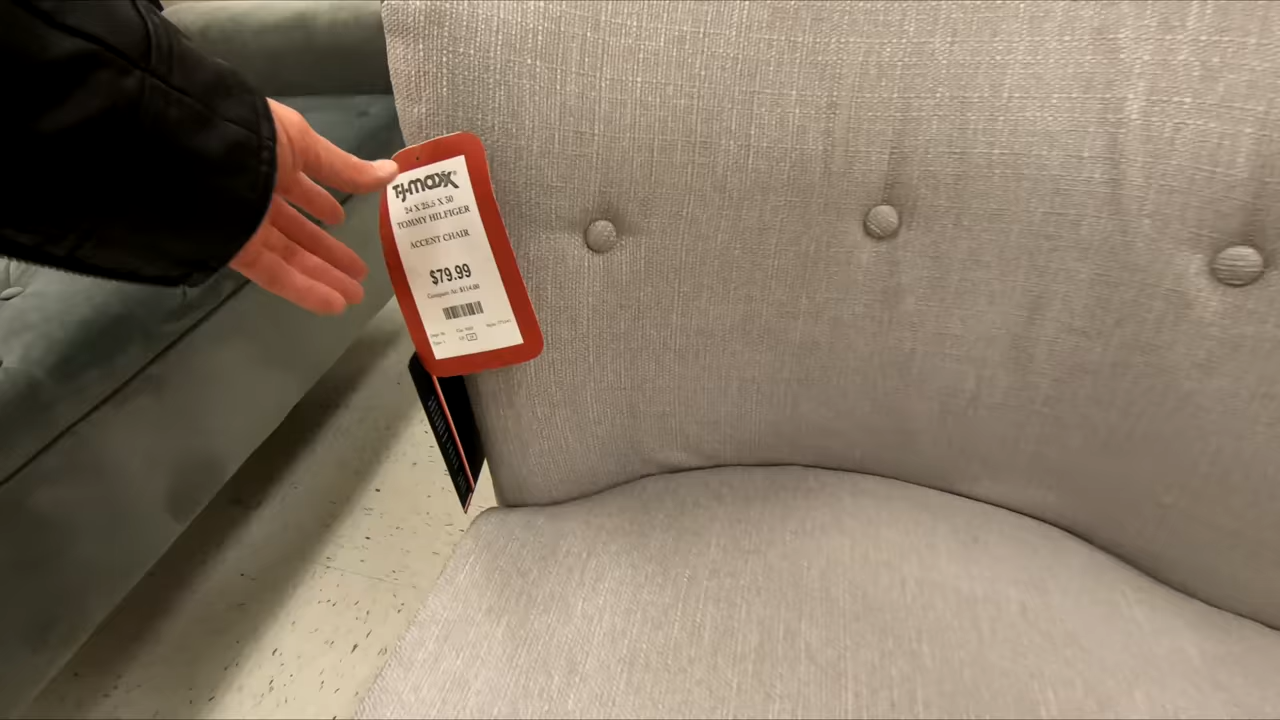 T.J.maxx
24 X 25.5 X 30
TOMMY HILFIGER
ACCENT CHAIR
$79.99
Compare At: $114.00